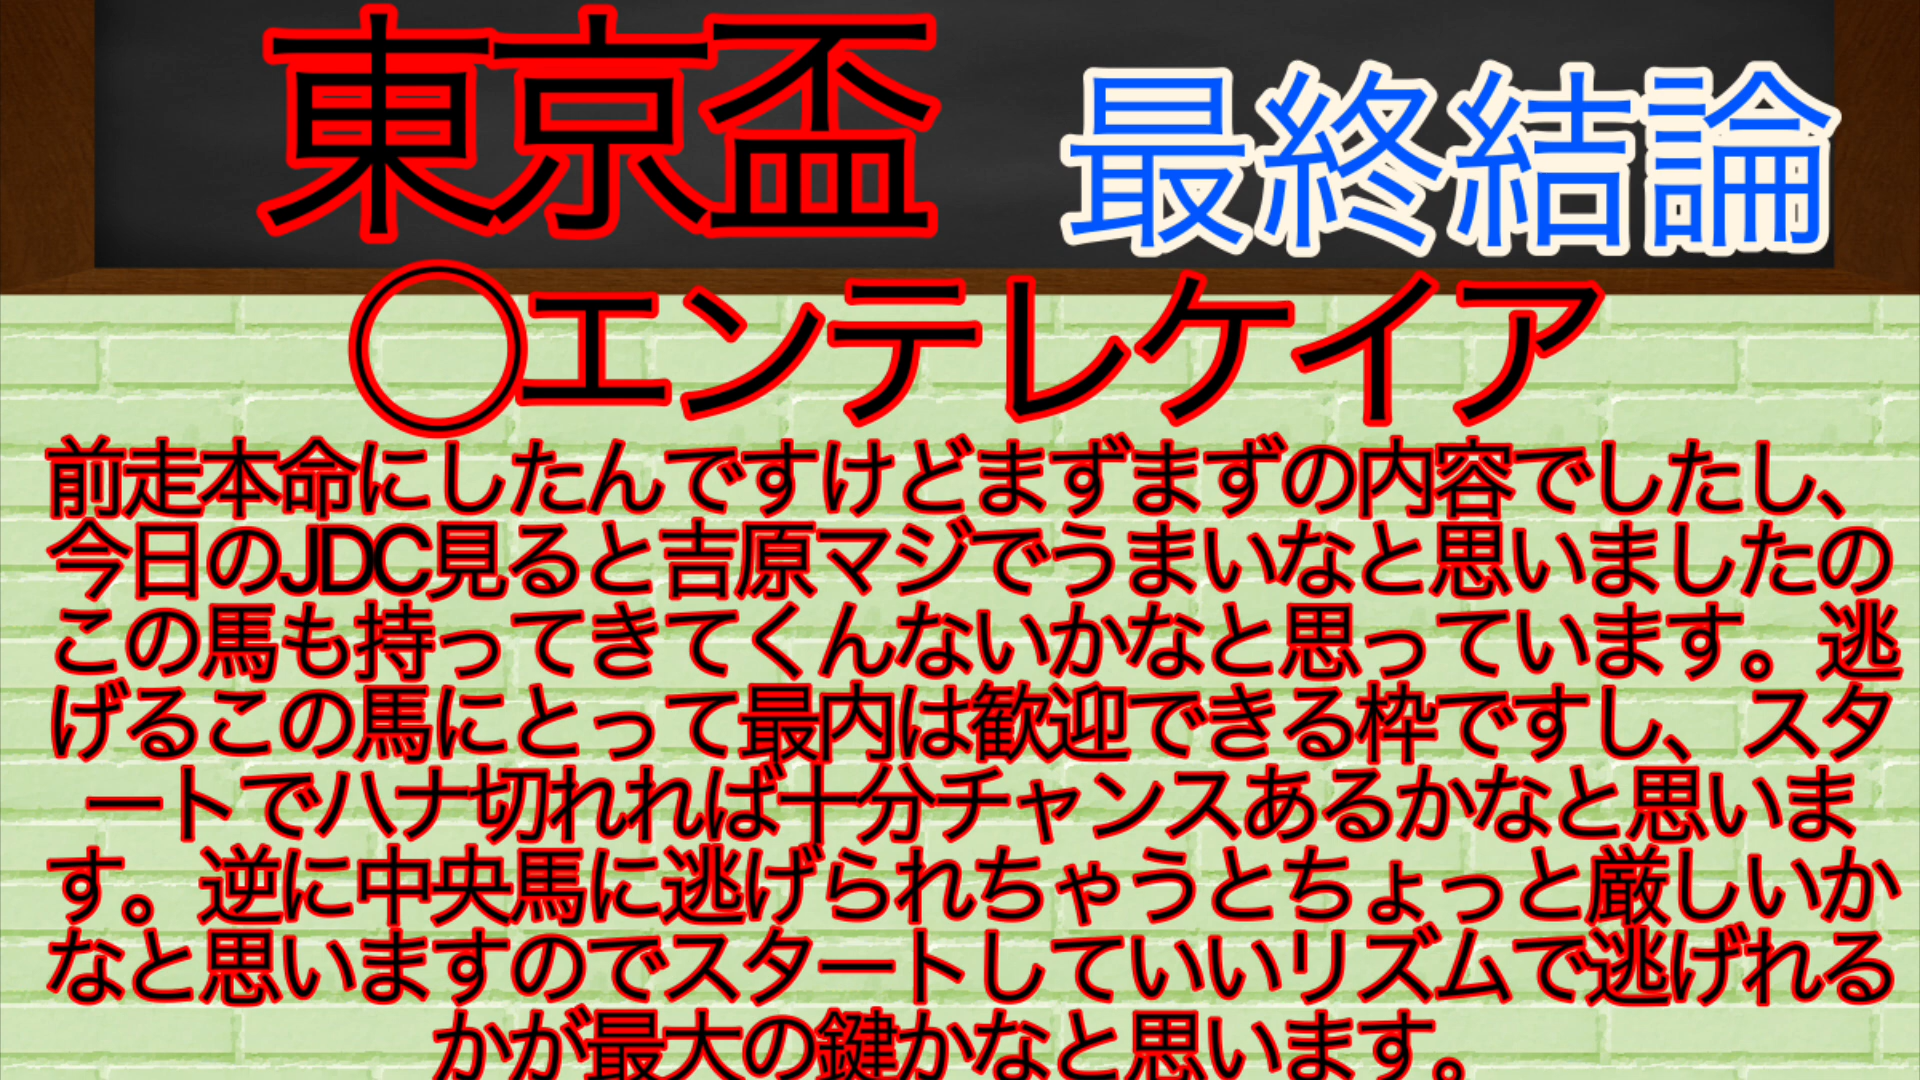 東京盃 最終結論
○エンテレケイア
前走本命にしたんですけどまずまずの内容でしたし、
今日のJDC見ると吉原マジでうまいなと思いましたの
この馬も持ってきてくんないかなと思っています。逃
げるこの馬にとって最内は歓迎できる枠ですし、スタ
ートでハナ切れれば十分チャンスあるかなと思いま
す。逆に中央馬に逃げられちゃうとちょっと厳しいか
なと思いますのでスタートしていいリズムで逃げれる
かが最大の鍵かなと思います。